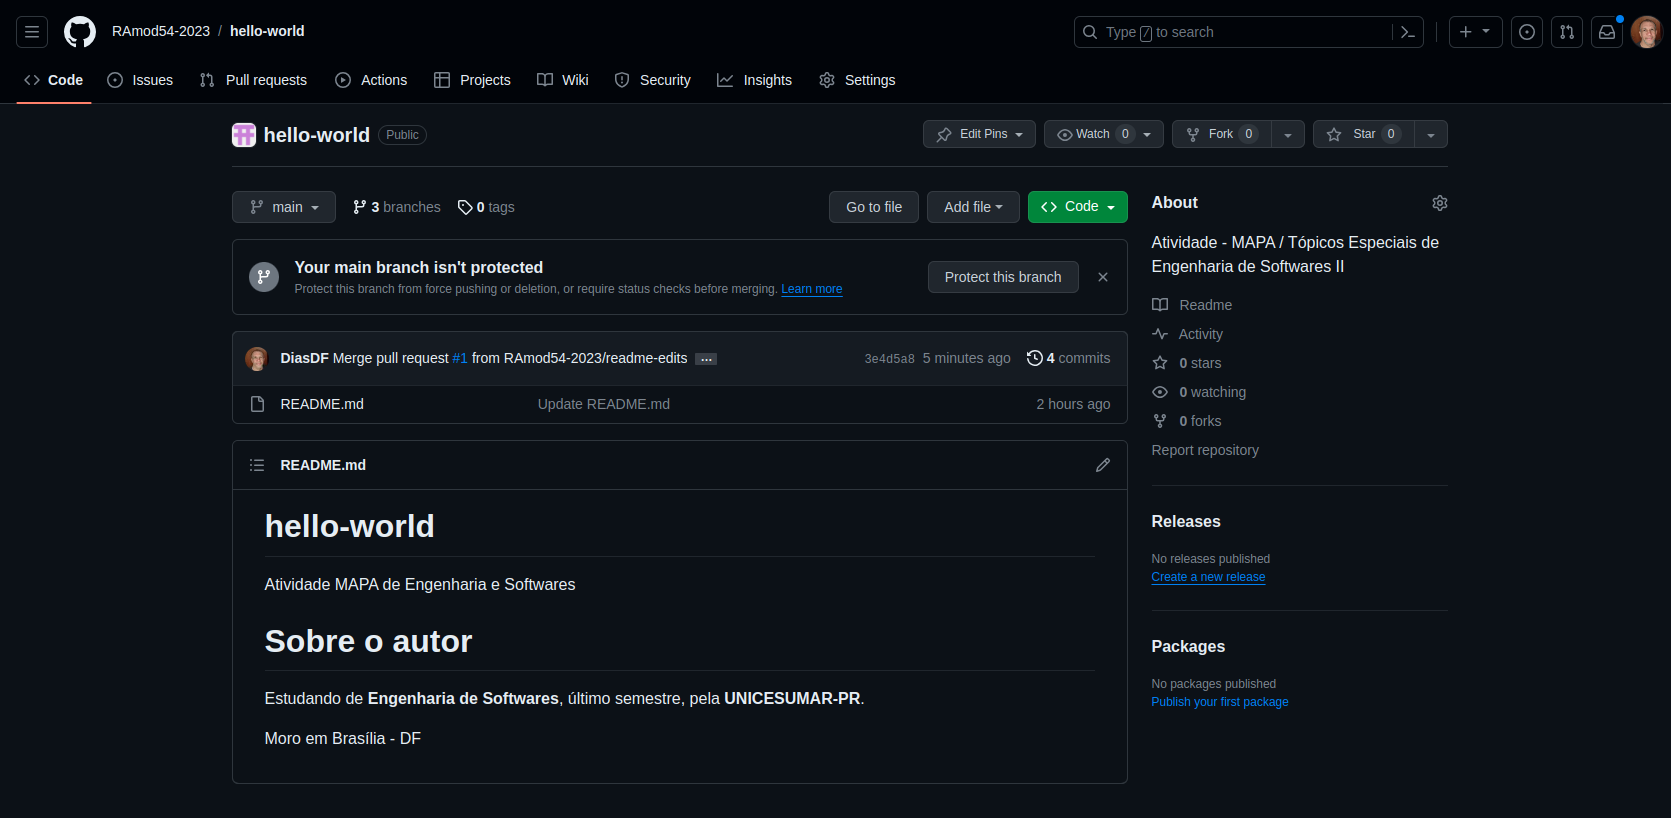 RAmod54-2023 / hello-world
Type / to search
Code Issues Pull requests Actions Projects Wiki Security Insights Settings
hello-world Public
Edit Pins Watch 0 Fork 0 Star 0
main 3 branches 0 tags
Go to file Add file Code
Your main branch isn't protected
Protect this branch from force pushing or deletion, or require status checks before merging. Learn more
Protect this branch
DiasDF Merge pull request #1 from RAmod54-2023/readme-edits ... 3e4d5a8 5 minutes ago 4 commits
README.md Update README.md 2 hours ago
README.md
hello-world
Atividade MAPA de Engenharia e Softwares
Sobre o autor
Estudando de Engenharia de Softwares, último semestre, pela UNICESUMAR-PR.
Moro em Brasília - DF
About
Atividade - MAPA / Tópicos Especiais de
Engenharia de Softwares II
Readme
Activity
0 stars
0 watching
0 forks
Report repository
Releases
No releases published
Create a new release
Packages
No packages published
Publish your first package